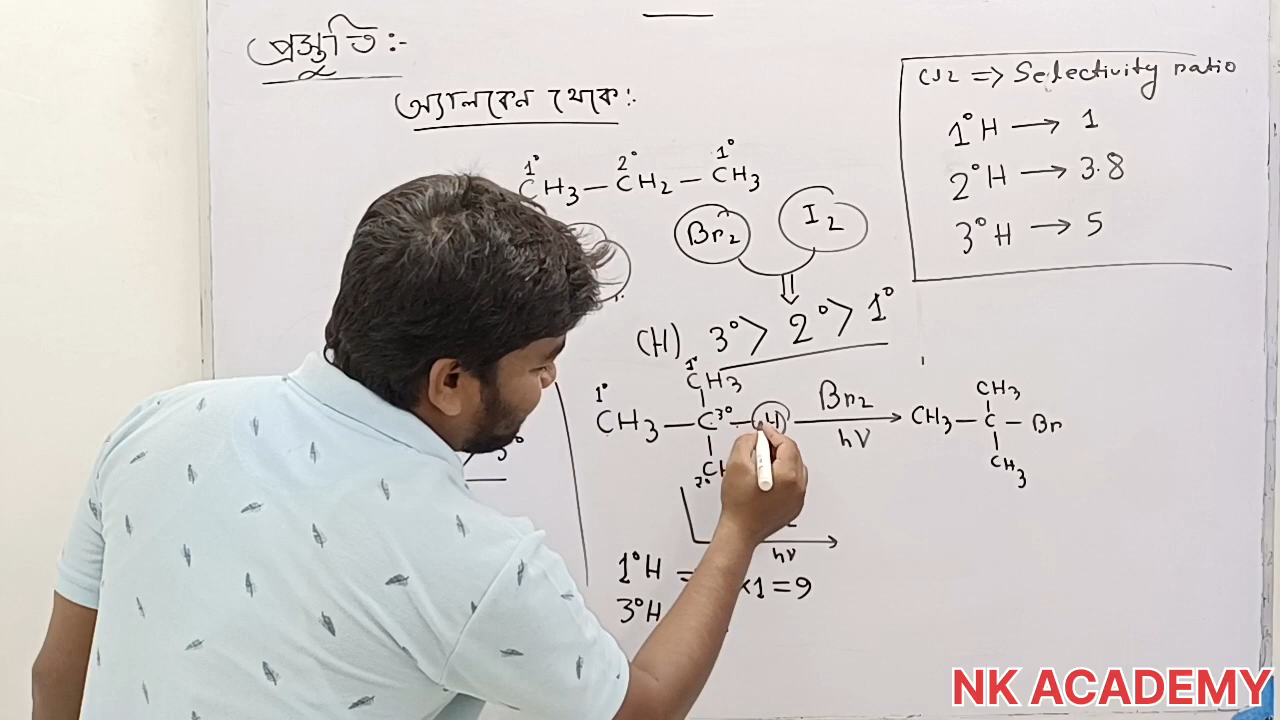 প্রস্তুতি :-
অ্যালকেন থেকে :
1° 2° 1°
CH3 — CH2 — CH3
Br2 I2
(H) 3° > 2° > 1°
1° CH3
1° CH3 — C 3° — H Br2 hν → CH3 — C — Br
CH3
CH3
hν
1°H = ×1 = 9
3°H
Cl2 => Selectivity ratio
1°H → 1
2°H → 3.8
3°H → 5
NK ACADEMY